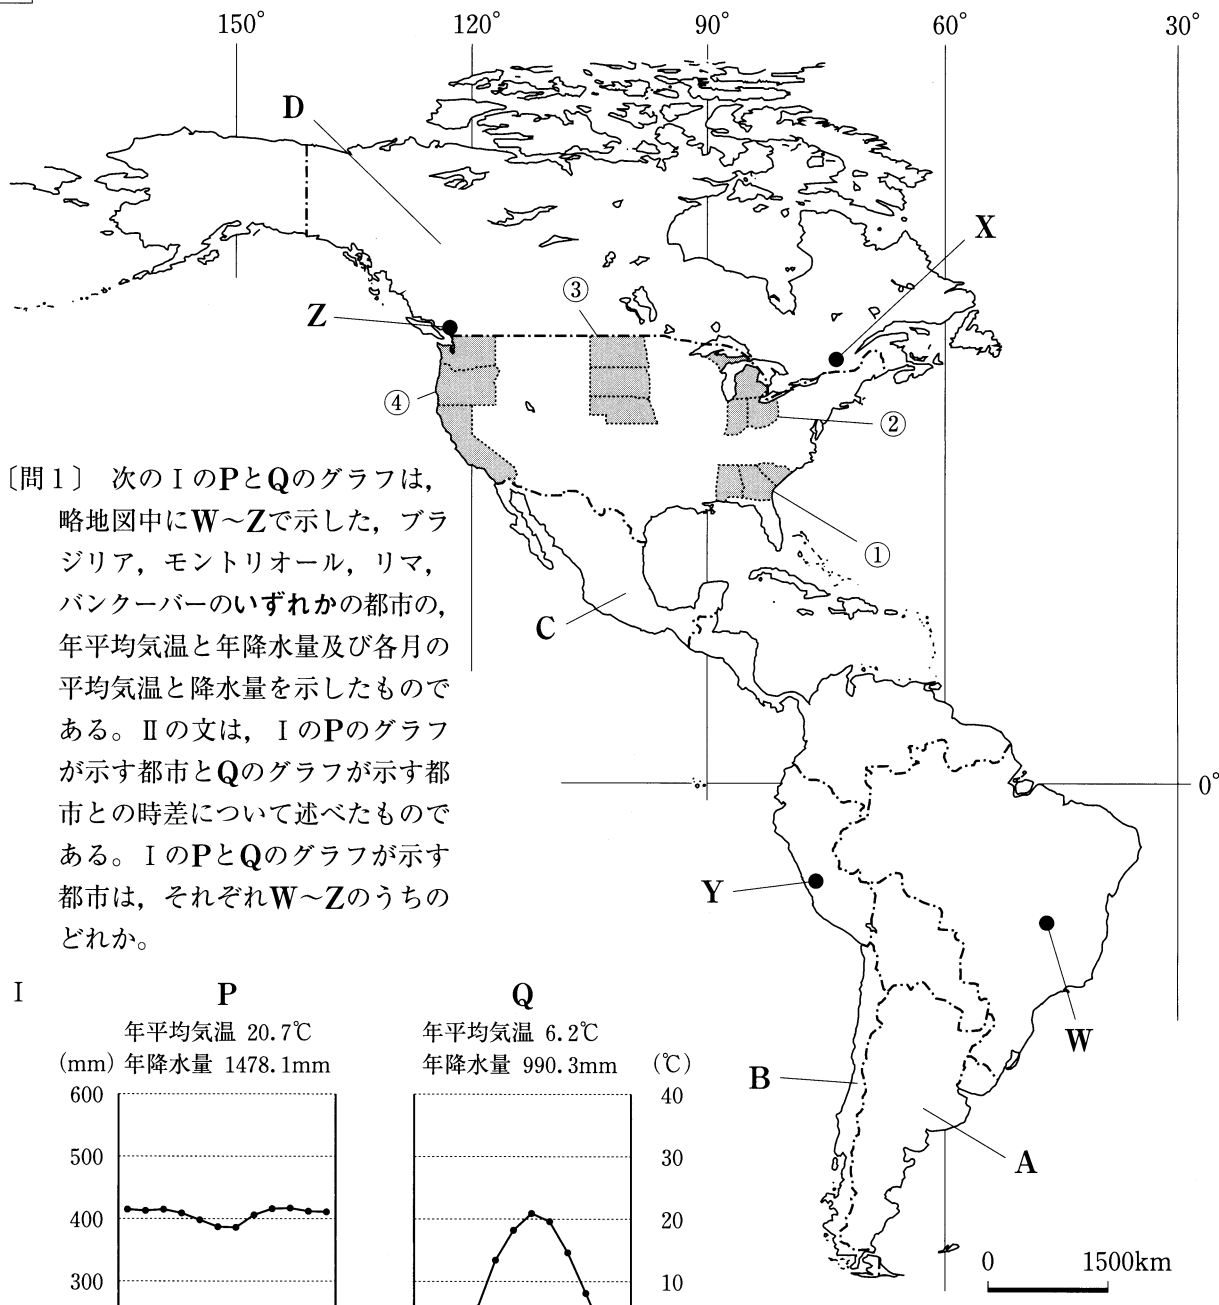 150° 120° 90° 60° 30°
D
X
③
Z
④
②
①
C
〔問1〕 次のⅠのPとQのグラフは,
略地図中にW～Zで示した,ブラ
ジリア,モントリオール,リマ,
バンクーバーのいずれかの都市の,
年平均気温と年降水量及び各月の
平均気温と降水量を示したもので
ある。Ⅱの文は,ⅠのPのグラフ
が示す都市とQのグラフが示す都
市との時差について述べたもので
ある。ⅠのPとQのグラフが示す
都市は,それぞれW～Zのうちの
どれか。
0°
Y
W
B
A
0 1500km
Ⅰ
P
年平均気温 20.7℃
(mm) 年降水量 1478.1mm
Q
年平均気温 6.2℃
年降水量 990.3mm (℃)
600 40
500 30
400 20
300 10